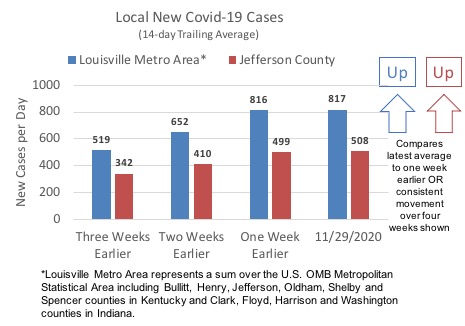 Local New Covid-19 Cases
(14-day Trailing Average)
Louisville Metro Area*
Jefferson County
Up
Up
New Cases per Day
1000
800
600
400
200
0
519
342
652
410
816
499
817
508
Three Weeks
Earlier
Two Weeks
Earlier
One Week
Earlier
11/29/2020
Compares
latest average
to one week
earlier OR
consistent
movement
over four
weeks shown
*Louisville Metro Area represents a sum over the U.S. OMB Metropolitan
Statistical Area including Bullitt, Henry, Jefferson, Oldham, Shelby and
Spencer counties in Kentucky and Clark, Floyd, Harrison and Washington
counties in Indiana.